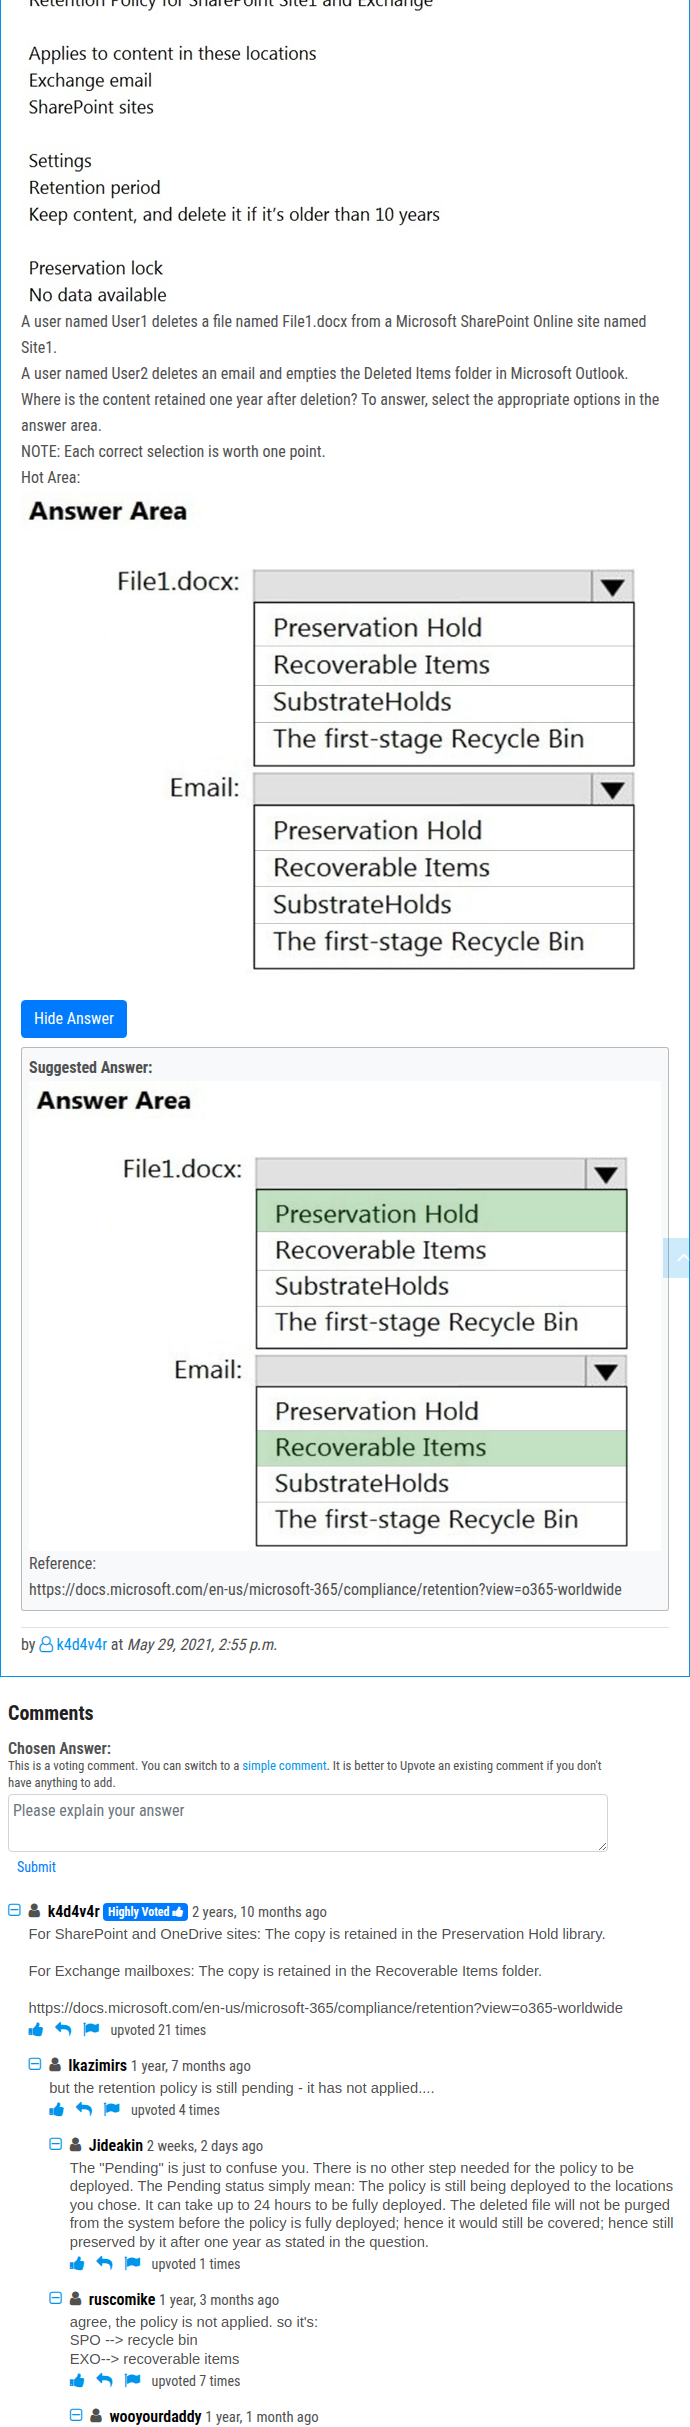 Retention Policy for SharePoint Site1 and Exchange
Applies to content in these locations
Exchange email
SharePoint sites
Settings
Retention period
Keep content, and delete it if it's older than 10 years
Preservation lock
No data available
A user named User1 deletes a file named File1.docx from a Microsoft SharePoint Online site named
Site1.
A user named User2 deletes an email and empties the Deleted Items folder in Microsoft Outlook.
Where is the content retained one year after deletion? To answer, select the appropriate options in the
answer area.
NOTE: Each correct selection is worth one point.
Hot Area:
Answer Area
File1.docx:
Preservation Hold
Recoverable Items
SubstrateHolds
The first-stage Recycle Bin
Email:
Preservation Hold
Recoverable Items
SubstrateHolds
The first-stage Recycle Bin
Hide Answer
Suggested Answer:
Answer Area
File1.docx:
Preservation Hold
Recoverable Items
SubstrateHolds
The first-stage Recycle Bin
Email:
Preservation Hold
Recoverable Items
SubstrateHolds
The first-stage Recycle Bin
Reference:
https://docs.microsoft.com/en-us/microsoft-365/compliance/retention?view=o365-worldwide
by k4d4v4r at May 29, 2021, 2:55 p.m.
Comments
Chosen Answer:
This is a voting comment. You can switch to a simple comment. It is better to Upvote an existing comment if you don't
have anything to add.
Please explain your answer
Submit
k4d4v4r Highly Voted 2 years, 10 months ago
For SharePoint and OneDrive sites: The copy is retained in the Preservation Hold library.
For Exchange mailboxes: The copy is retained in the Recoverable Items folder.
https://docs.microsoft.com/en-us/microsoft-365/compliance/retention?view=o365-worldwide
upvoted 21 times
Ikazimirs 1 year, 7 months ago
but the retention policy is still pending - it has not applied....
upvoted 4 times
Jideakin 2 weeks, 2 days ago
The "Pending" is just to confuse you. There is no other step needed for the policy to be
deployed. The Pending status simply mean: The policy is still being deployed to the locations
you chose. It can take up to 24 hours to be fully deployed. The deleted file will not be purged
from the system before the policy is fully deployed; hence it would still be covered; hence still
preserved by it after one year as stated in the question.
upvoted 1 times
ruscomike 1 year, 3 months ago
agree, the policy is not applied. so it's:
SPO --> recycle bin
EXO--> recoverable items
upvoted 7 times
wooyourdaddy 1 year, 1 month ago